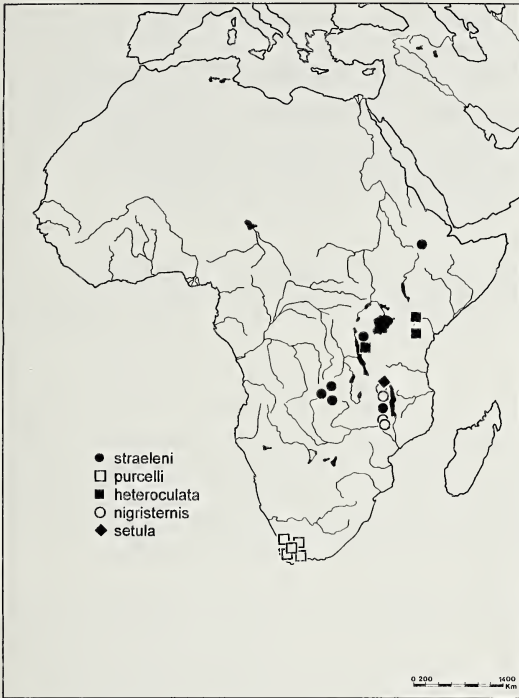 straeleni
purcelli
heteroculata
nigristernis
setula
0 200 1400
Km